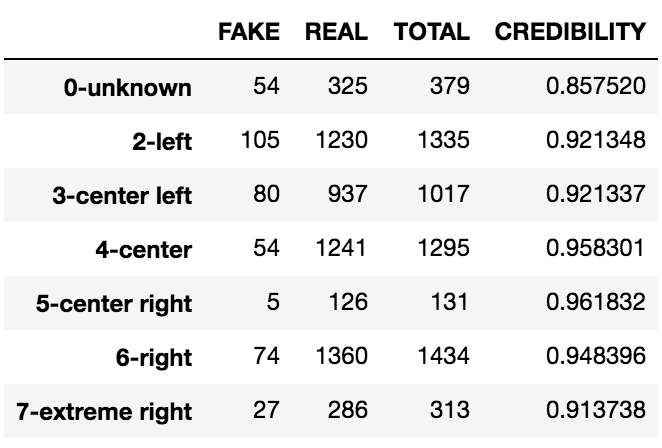 FAKE REAL TOTAL CREDIBILITY
0-unknown 54 325 379 0.857520
2-left 105 1230 1335 0.921348
3-center left 80 937 1017 0.921337
4-center 54 1241 1295 0.958301
5-center right 5 126 131 0.961832
6-right 74 1360 1434 0.948396
7-extreme right 27 286 313 0.913738